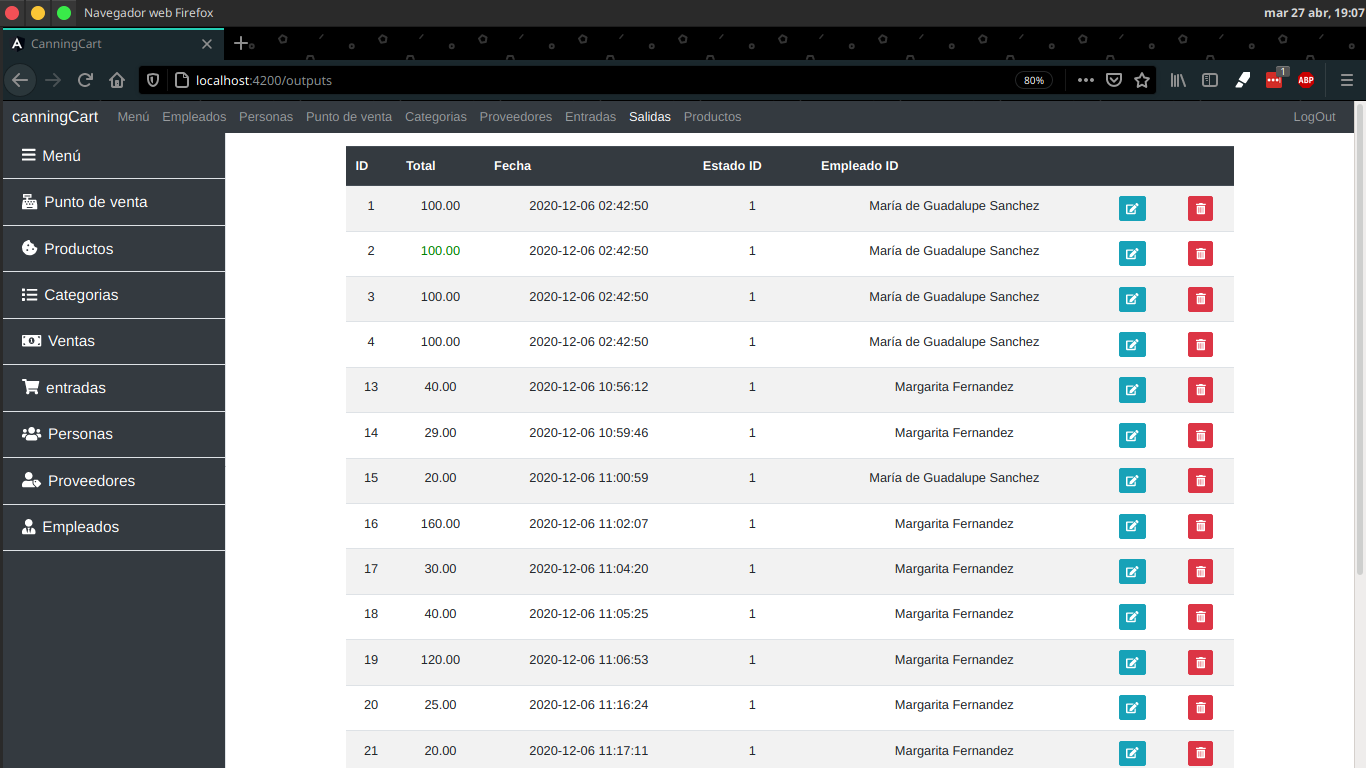 Navegador web Firefox
mar 27 abr, 19:07
CanningCart
localhost:4200/outputs
80%
1
ABP
canningCart Menú Empleados Personas Punto de venta Categorias Proveedores Entradas Salidas Productos LogOut
Menú
Punto de venta
Productos
Categorias
Ventas
entradas
Personas
Proveedores
Empleados
ID Total Fecha Estado ID Empleado ID
1 100.00 2020-12-06 02:42:50 1 María de Guadalupe Sanchez
2 100.00 2020-12-06 02:42:50 1 María de Guadalupe Sanchez
3 100.00 2020-12-06 02:42:50 1 María de Guadalupe Sanchez
4 100.00 2020-12-06 02:42:50 1 María de Guadalupe Sanchez
13 40.00 2020-12-06 10:56:12 1 Margarita Fernandez
14 29.00 2020-12-06 10:59:46 1 Margarita Fernandez
15 20.00 2020-12-06 11:00:59 1 María de Guadalupe Sanchez
16 160.00 2020-12-06 11:02:07 1 Margarita Fernandez
17 30.00 2020-12-06 11:04:20 1 Margarita Fernandez
18 40.00 2020-12-06 11:05:25 1 Margarita Fernandez
19 120.00 2020-12-06 11:06:53 1 Margarita Fernandez
20 25.00 2020-12-06 11:16:24 1 Margarita Fernandez
21 20.00 2020-12-06 11:17:11 1 Margarita Fernandez